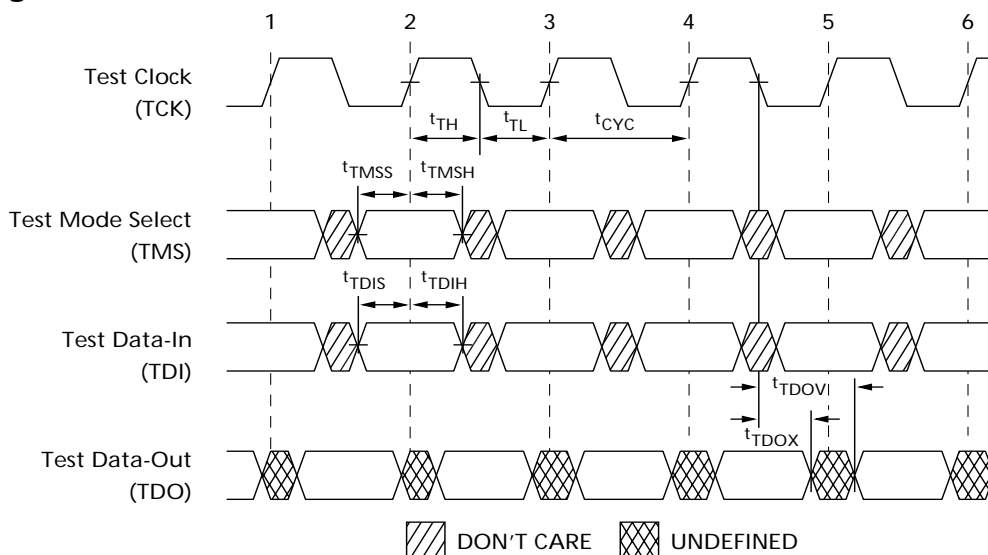 1 2 3 4 5 6
Test Clock
(TCK)
tTH tTL tCYC
tTMSS tTMSH
Test Mode Select
(TMS)
tTDIS tTDIH
Test Data-In
(TDI)
tTDOV
tTDOX
Test Data-Out
(TDO)
DON'T CARE UNDEFINED